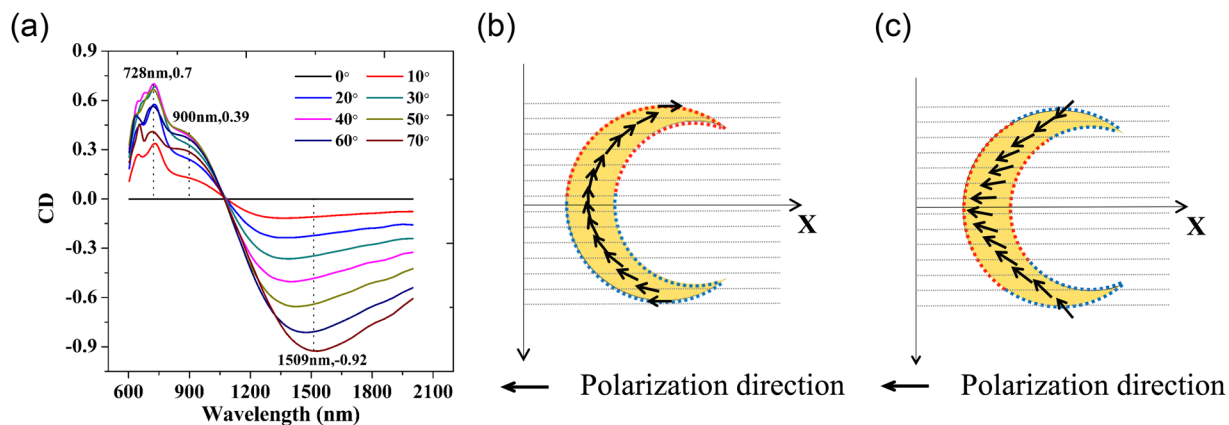 (a)
0.9
0.6
0.3
0.0
-0.3
-0.6
-0.9
CD
728nm,0.7
900nm,0.39
0° 10°
20° 30°
40° 50°
60° 70°
1509nm,-0.92
600 900 1200 1500 1800 2100
Wavelength (nm)
(b)
X
Polarization direction
(c)
X
Polarization direction